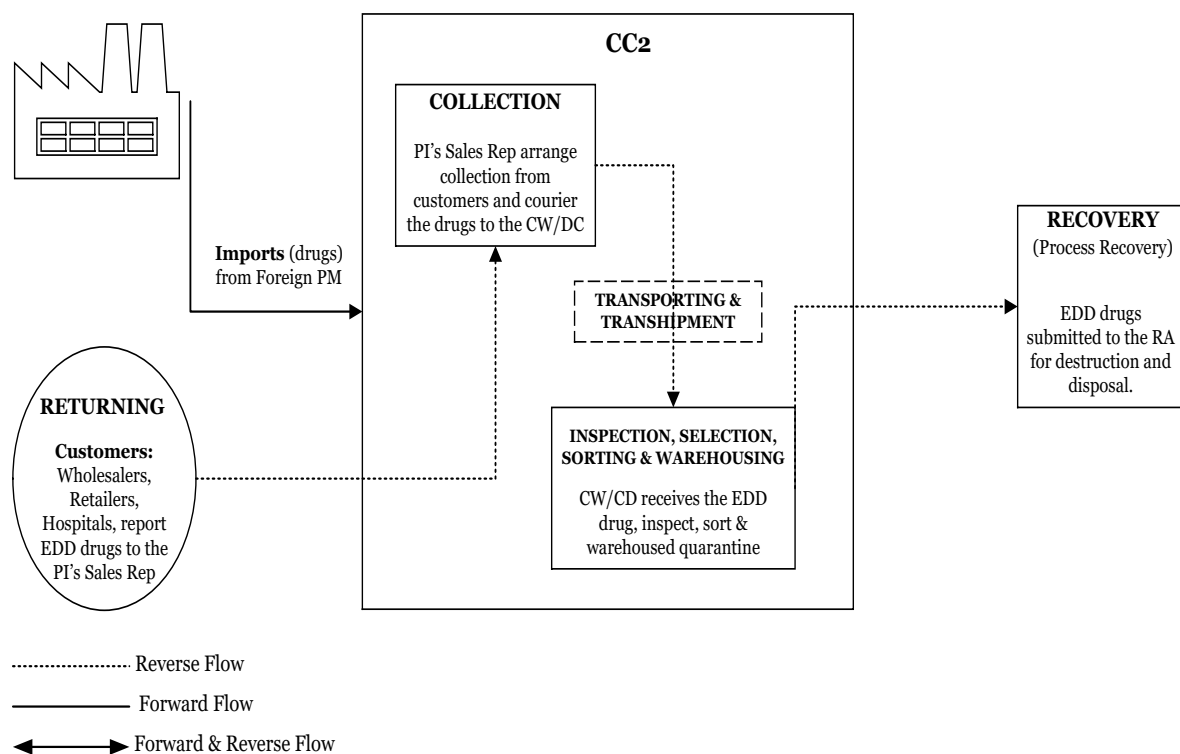 CC2
COLLECTION
PI's Sales Rep arrange
collection from
customers and courier
the drugs to the CW/DC
Imports (drugs)
from Foreign PM
TRANSPORTING &
TRANSHIPMENT
RECOVERY
(Process Recovery)
EDD drugs
submitted to the RA
for destruction and
disposal.
RETURNING
Customers:
Wholesalers,
Retailers,
Hospitals, report
EDD drugs to the
PI's Sales Rep
INSPECTION, SELECTION,
SORTING & WAREHOUSING
CW/CD receives the EDD
drug, inspect, sort &
warehoused quarantine
Reverse Flow
Forward Flow
Forward & Reverse Flow